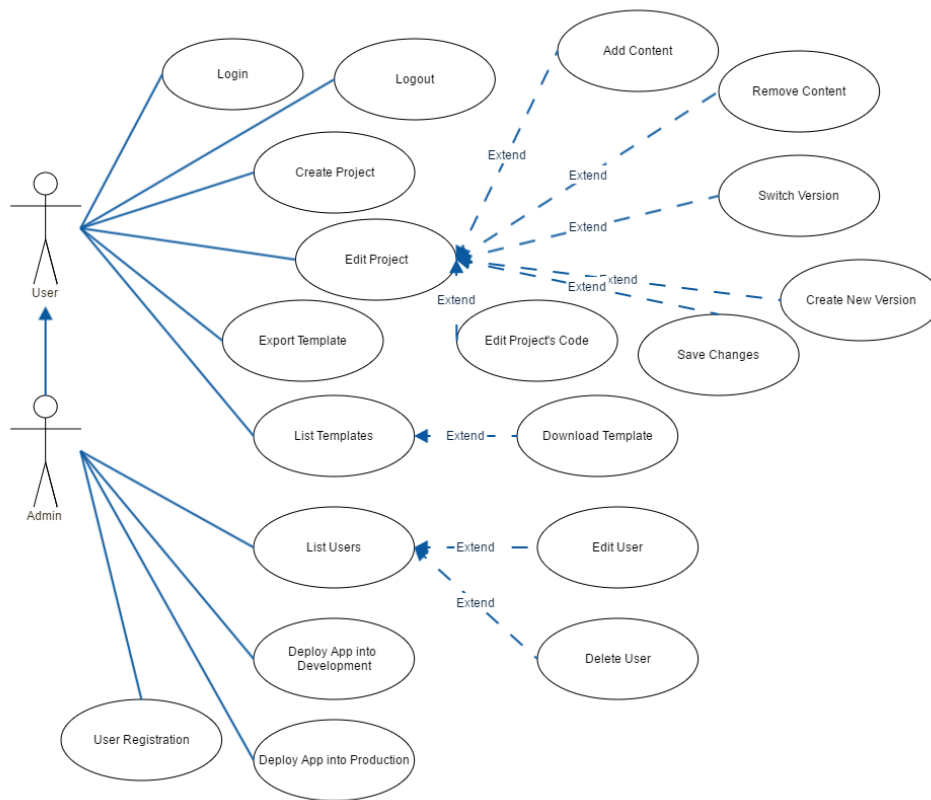 Add Content
Login
Logout
Remove Content
Extend
Create Project
Extend
Switch Version
Extend
Edit Project
User
Extend
Extend
Create New Version
Extend
Export Template
Edit Project's Code
Save Changes
List Templates
Extend
Download Template
Admin
List Users
Extend
Edit User
Extend
Deploy App into
Development
Delete User
User Registration
Deploy App into Production